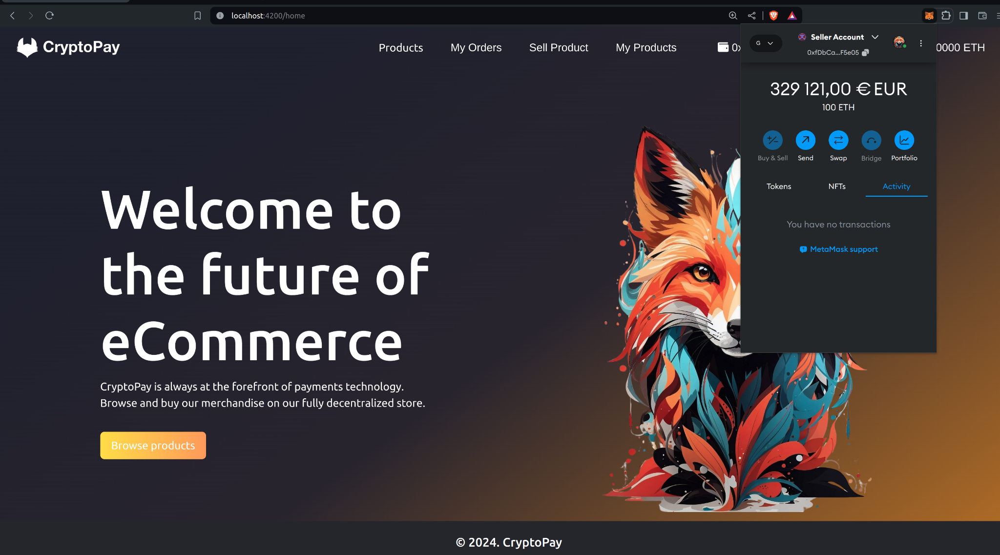 localhost:4200/home
CryptoPay
Products
My Orders
Sell Product
My Products
0x
0000 ETH
G
Seller Account
0xfDbCa...F5e05
329 121,00 € EUR
100 ETH
Buy & Sell
Send
Swap
Bridge
Portfolio
Tokens
NFTs
Activity
You have no transactions
MetaMask support
Welcome to
the future of
eCommerce
CryptoPay is always at the forefront of payments technology.
Browse and buy our merchandise on our fully decentralized store.
Browse products
© 2024. CryptoPay